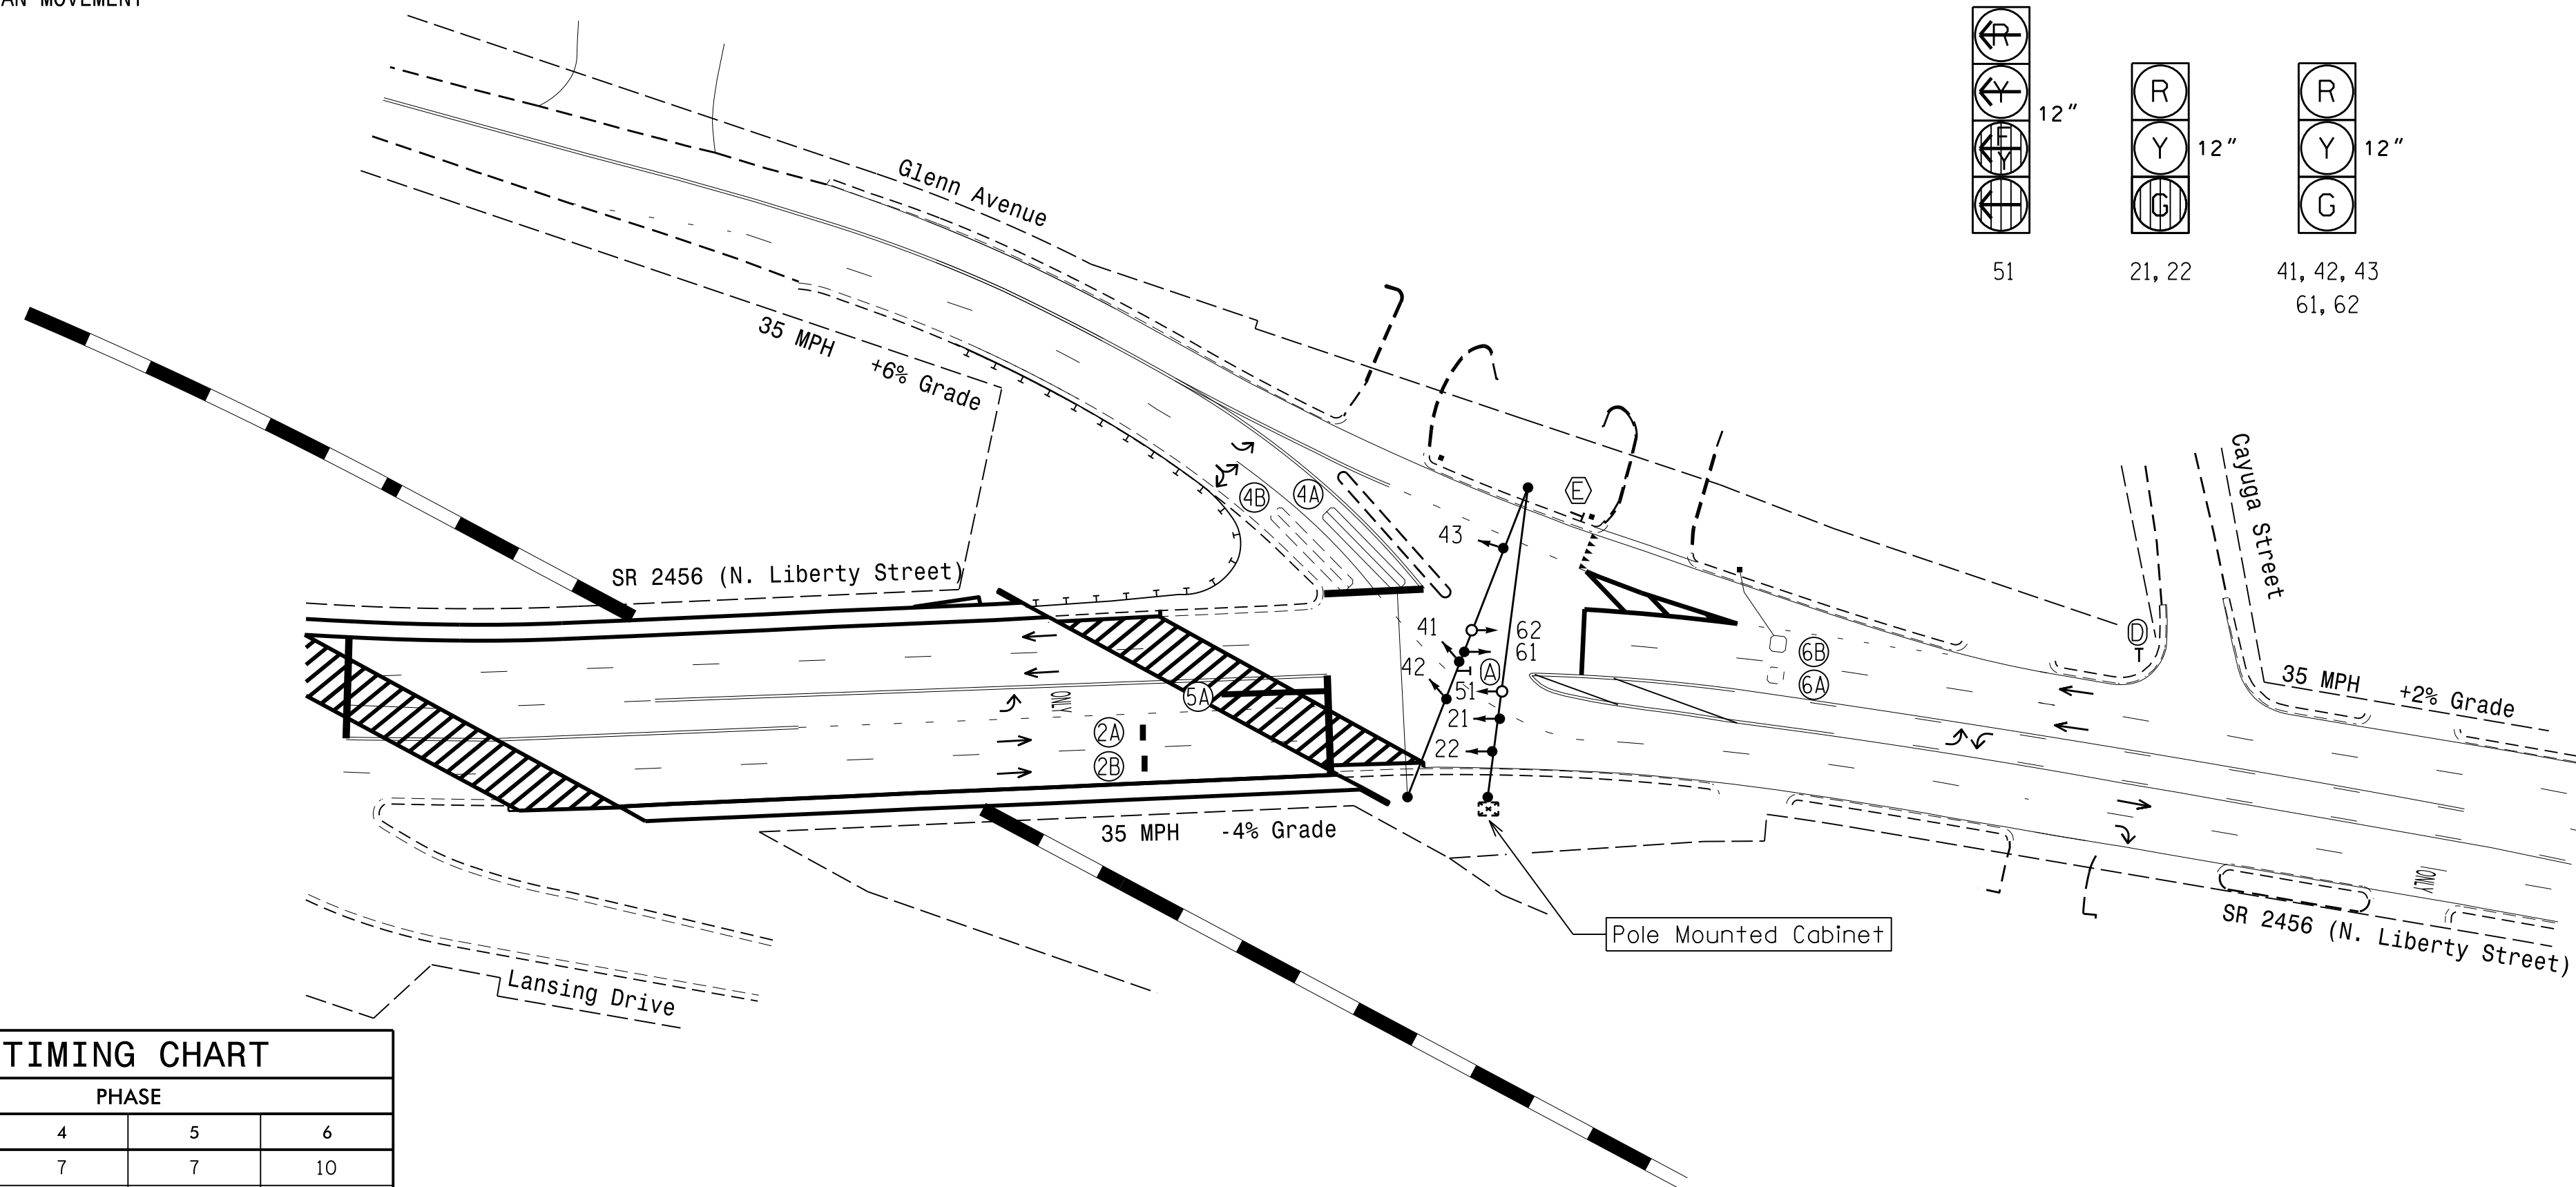 AN MOVEMENT
R
Y
F
Y
12"
R
Y
G
12"
R
Y
G
12"
51
21, 22
41, 42, 43
61, 62
Glenn Avenue
35 MPH +6% Grade
4B
4A
E
43
Cayuga Street
SR 2456 (N. Liberty Street)
41
62
61
42
A
51
D
6B
6A
35 MPH +2% Grade
5A
ONLY
2A
21
2B
22
35 MPH -4% Grade
ONLY
Pole Mounted Cabinet
SR 2456 (N. Liberty Street)
Lansing Drive
TIMING CHART
PHASE
4 5 6
7 7 10